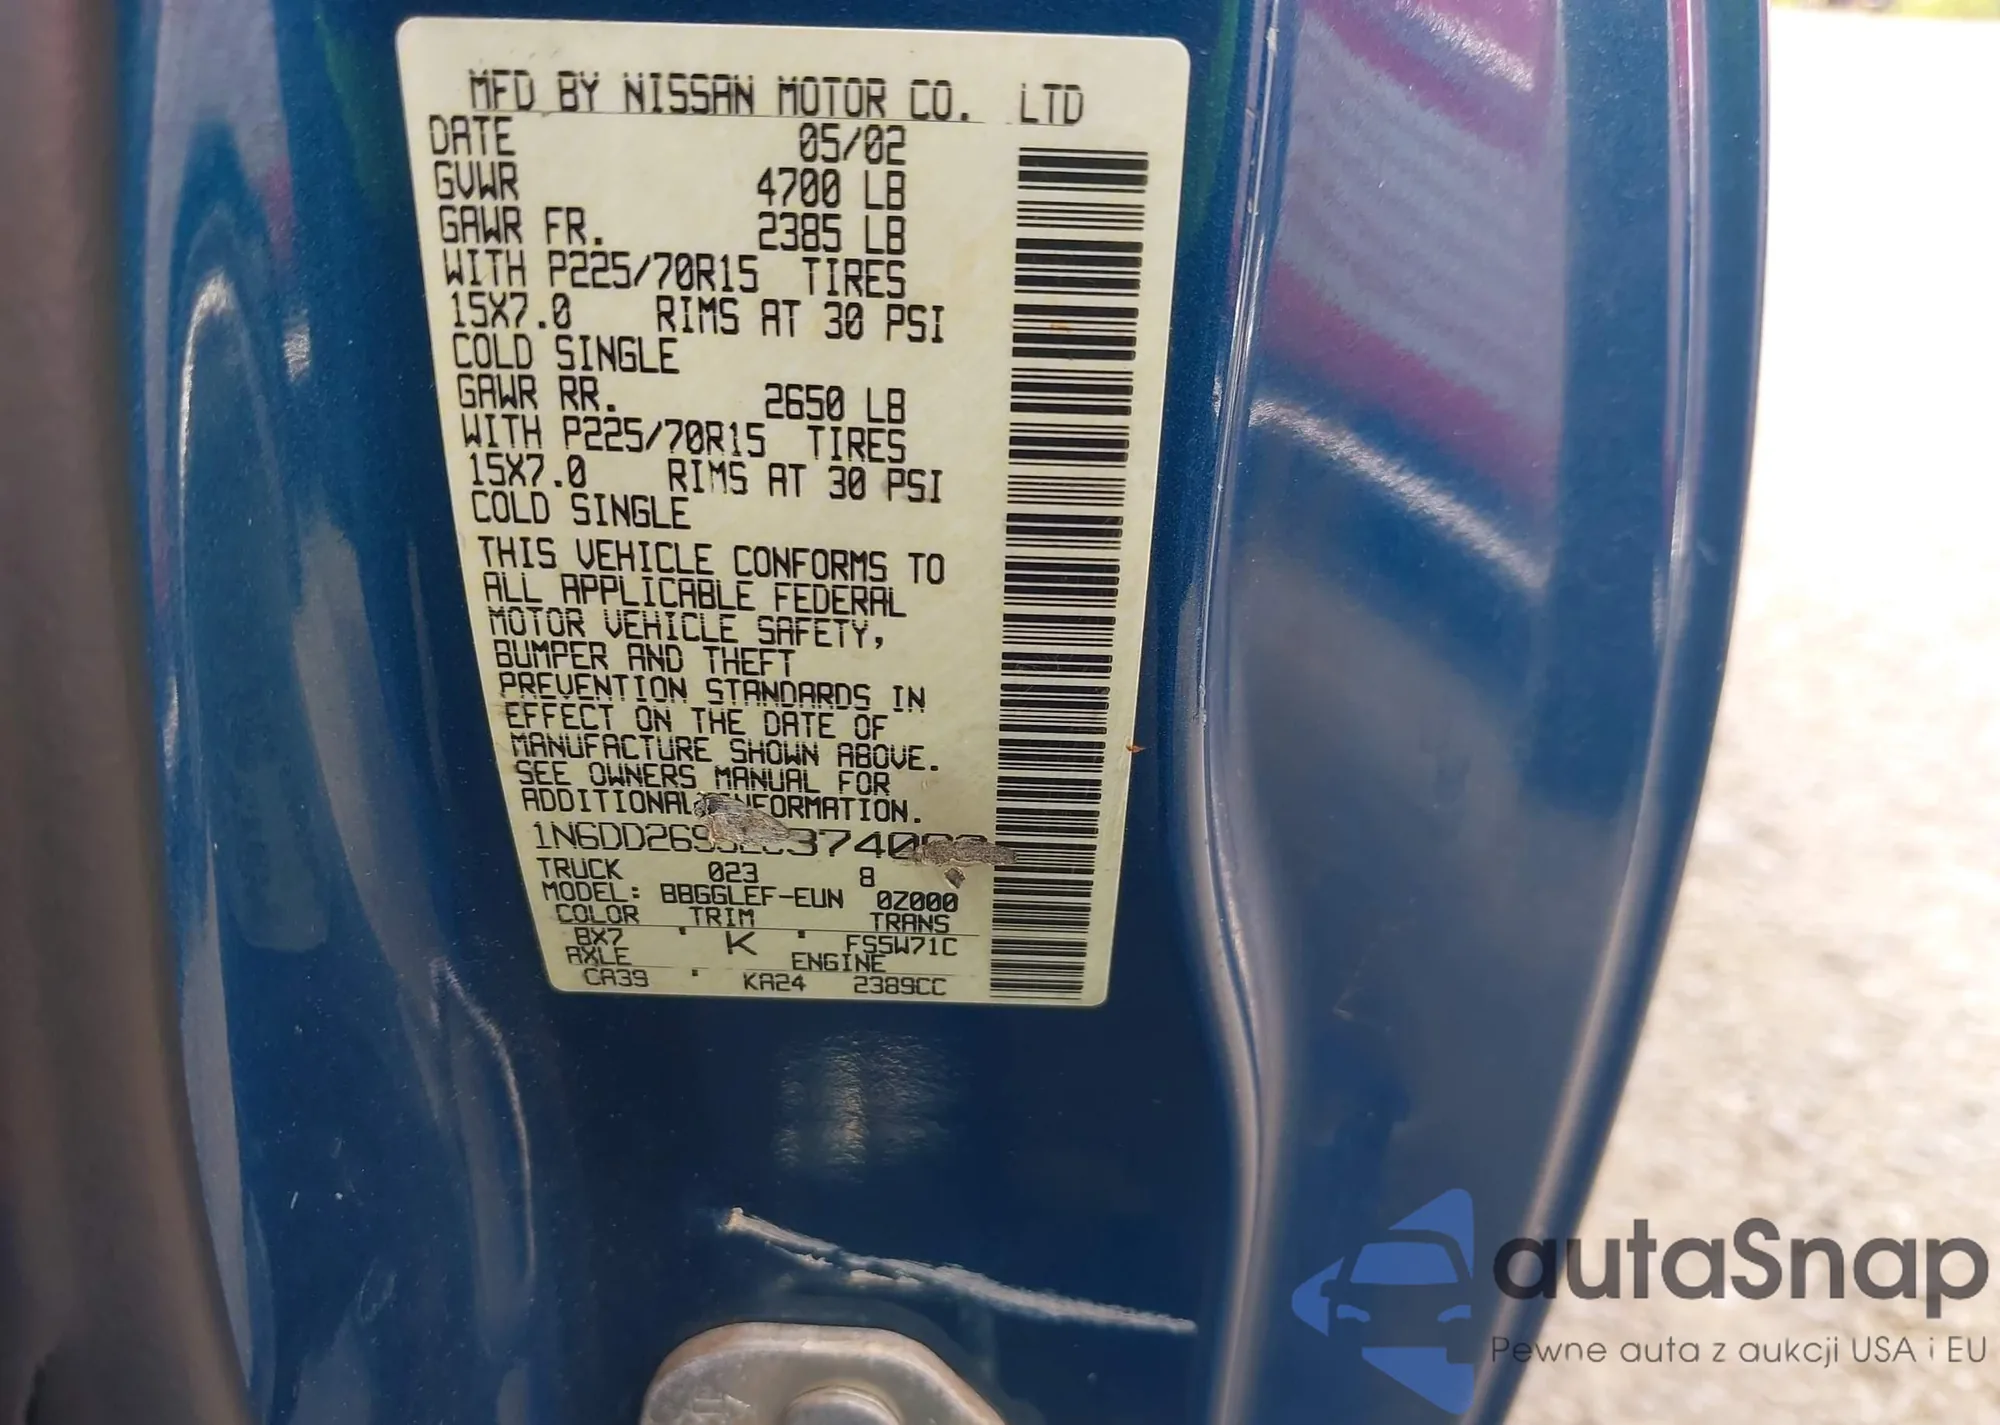 MFD BY NISSAN MOTOR CO. LTD
DATE 05/02
GVWR 4700 LB
GAWR FR. 2385 LB
WITH P225/70R15 TIRES
15X7.0 RIMS AT 30 PSI
COLD SINGLE
GAWR RR. 2650 LB
WITH P225/70R15 TIRES
15X7.0 RIMS AT 30 PSI
COLD SINGLE
THIS VEHICLE CONFORMS TO
ALL APPLICABLE FEDERAL
MOTOR VEHICLE SAFETY,
BUMPER AND THEFT
PREVENTION STANDARDS IN
EFFECT ON THE DATE OF
MANUFACTURE SHOWN ABOVE.
SEE OWNERS MANUAL FOR
ADDITIONAL INFORMATION.
TRUCK 023 8
MODEL: BBGGLEF-EUN 0Z000
COLOR TRIM TRANS
BX7 K FS5W71C
AXLE ENGINE
CA39 KA24 2389CC
autaSnap
Pewne auta z aukcji USA i EU